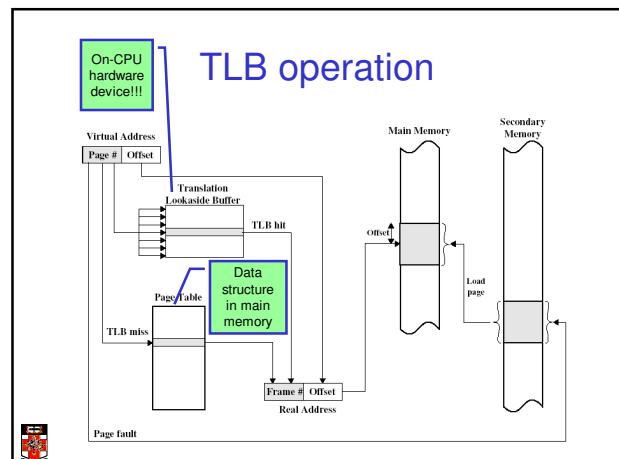 TLB operation
On-CPU
hardware
device!!!
Virtual Address
Page # Offset
Translation
Lookaside Buffer
TLB hit
Main Memory
Secondary
Memory
Offset
Load
page
Data
structure
in main
memory
Page Table
TLB miss
Frame # Offset
Real Address
Page fault